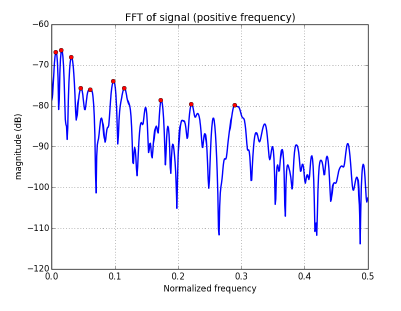 FFT of signal (positive frequency)
−60
−70
−80
−90
−100
−110
−120
magnitude (dB)
0.0 0.1 0.2 0.3 0.4 0.5
Normalized frequency